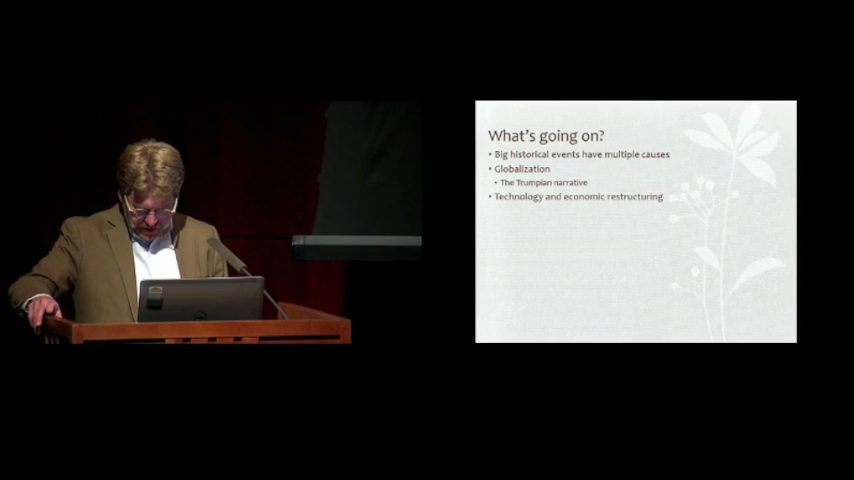 What's going on?
• Big historical events have multiple causes
• Globalization
• The Trumpian narrative
• Technology and economic restructuring